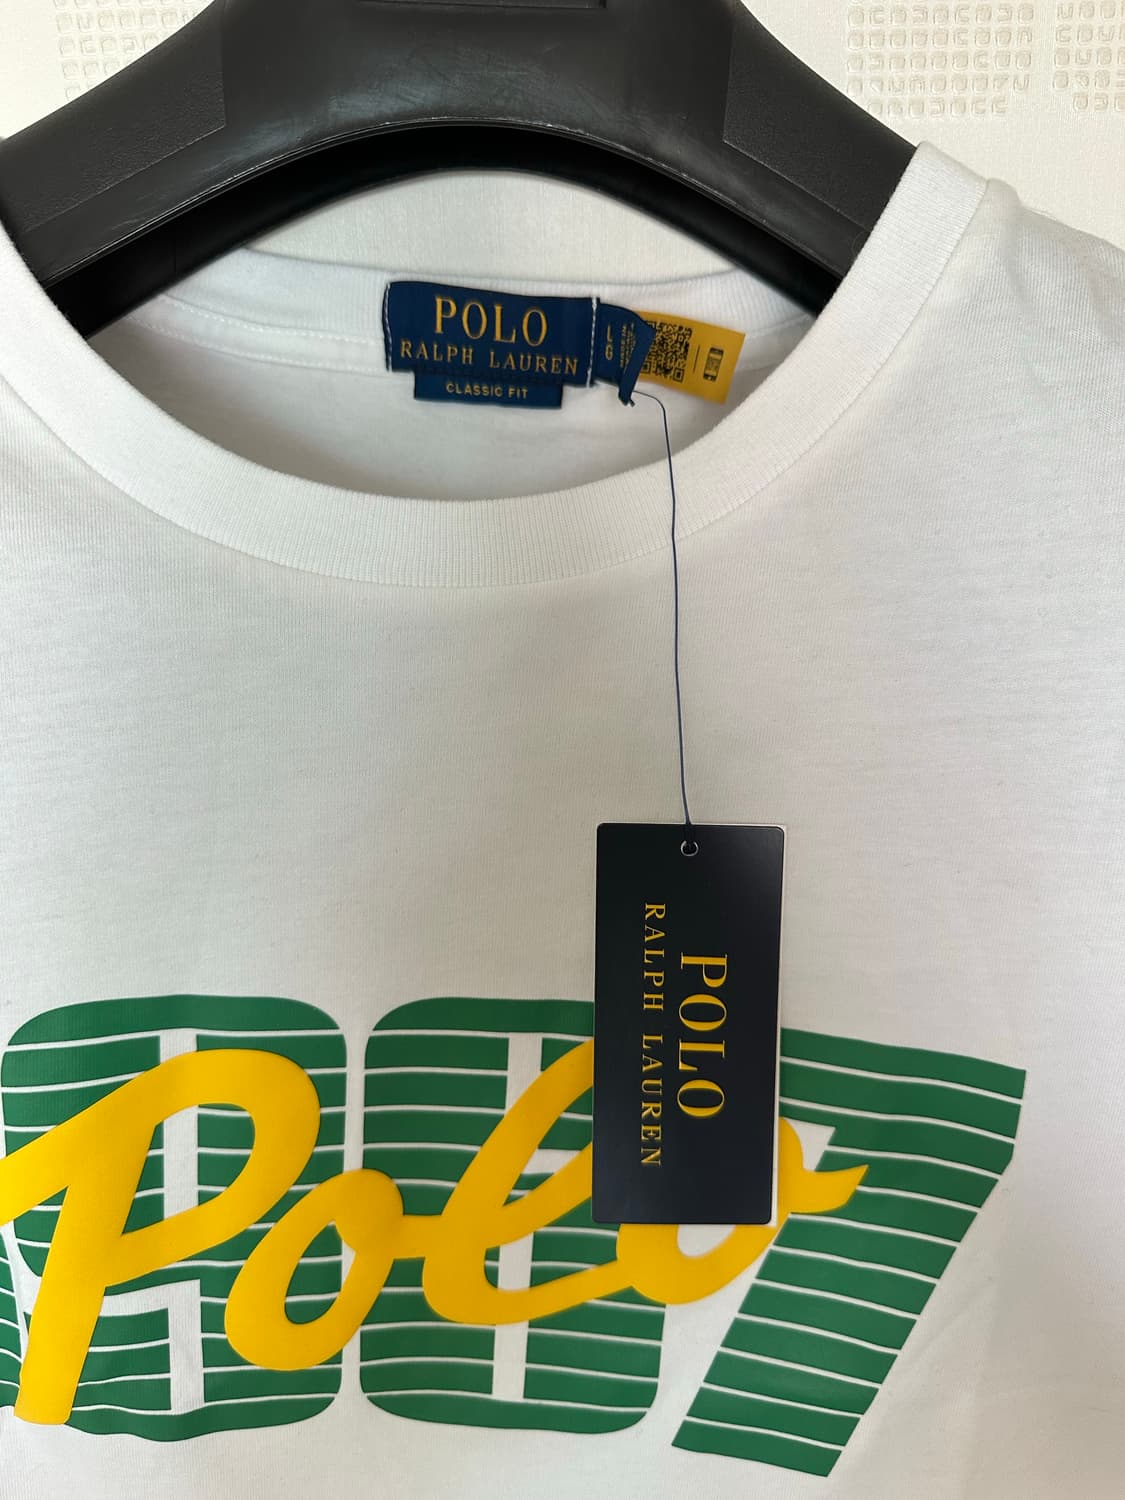 POLO
RALPH LAUREN
CLASSIC FIT
L
G
POLO
RALPH LAUREN
Polo